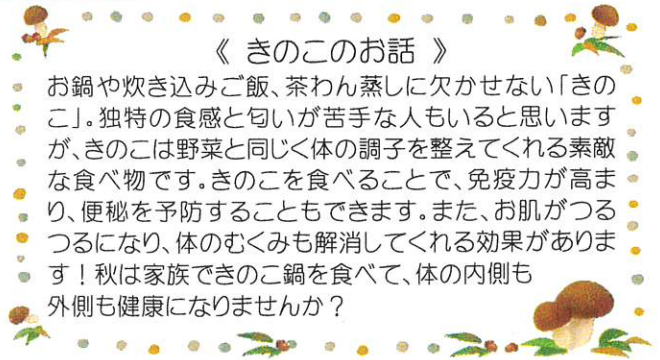 《 きのこのお話 》
お鍋や炊き込みご飯、茶わん蒸しに欠かせない「きの
こ」。独特の食感と匂いが苦手な人もいると思います
が、きのこは野菜と同じく体の調子を整えてくれる素敵
な食べ物です。きのこを食べることで、免疫力が高ま
り、便秘を予防することもできます。また、お肌がつる
つるになり、体のむくみも解消してくれる効果がありま
す！秋は家族できのこ鍋を食べて、体の内側も
外側も健康になりませんか？